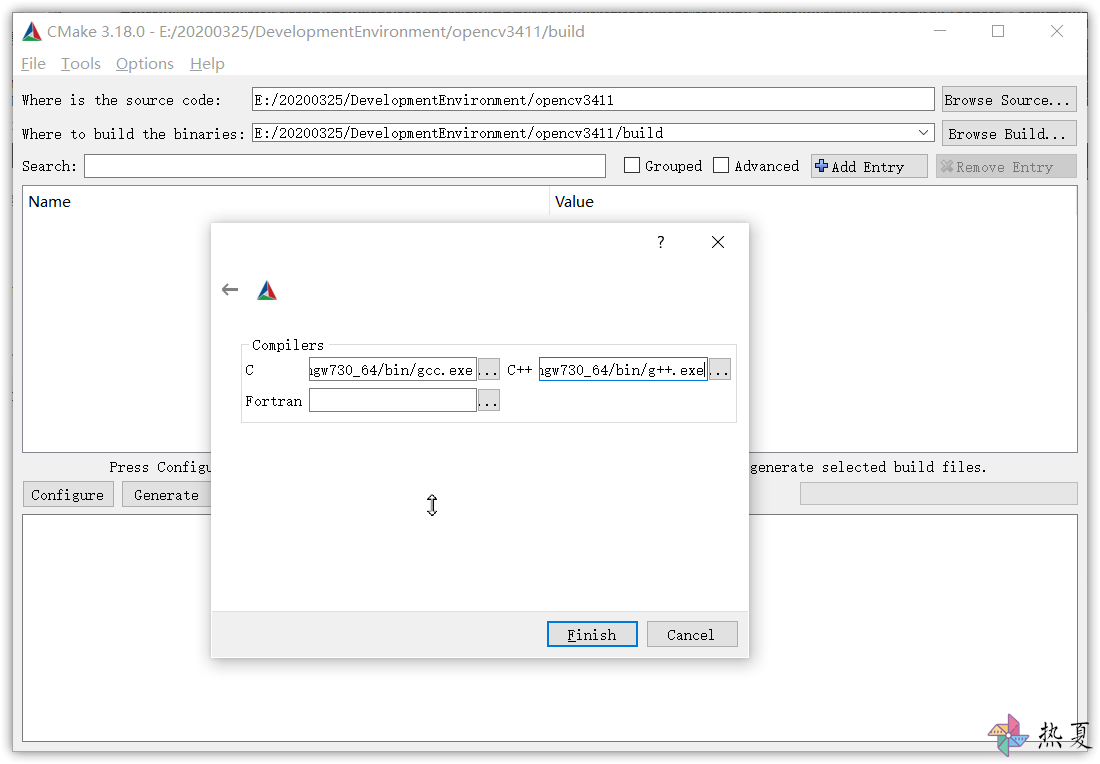 CMake 3.18.0 - E:/20200325/DevelopmentEnvironment/opencv3411/build
File Tools Options Help
Where is the source code: E:/20200325/DevelopmentEnvironment/opencv3411 Browse Source...
Where to build the binaries: E:/20200325/DevelopmentEnvironment/opencv3411/build Browse Build...
Search: Grouped Advanced Add Entry Remove Entry
Name Value
?
Compilers
C ngw730_64/bin/gcc.exe ... C++ ngw730_64/bin/g++.exe ...
Fortran ...
Press Configu generate selected build files.
Configure Generate
Finish Cancel
热夏